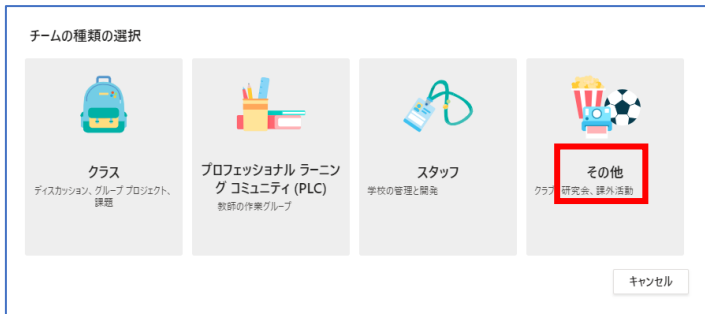 チームの種類の選択
クラス
ディスカッション、グループ プロジェクト、
課題
プロフェッショナル ラーニン
グ コミュニティ (PLC)
教師の作業グループ
スタッフ
学校の管理と開発
その他
クラブ、研究会、課外活動
キャンセル